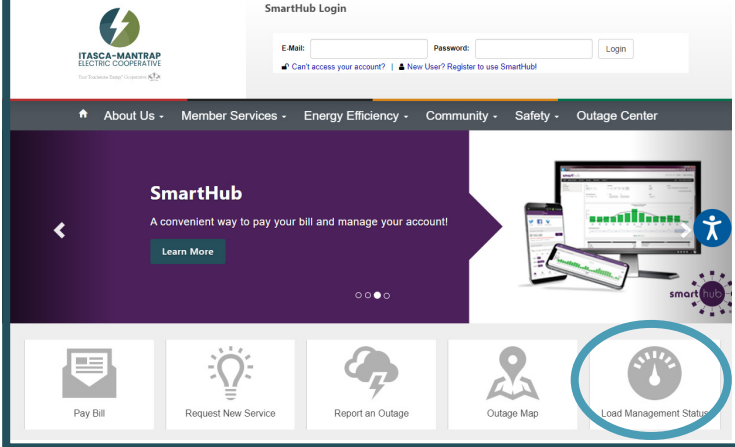 SmartHub Login
ITASCA-MANTRAP
ELECTRIC COOPERATIVE
E-Mail:
Password:
Login
Can't access your account? | New User? Register to use SmartHub!
About Us
Member Services
Energy Efficiency
Community
Safety
Outage Center
SmartHub
A convenient way to pay your bill and manage your account!
Learn More
smart hub
Pay Bill
Request New Service
Report an Outage
Outage Map
Load Management Status